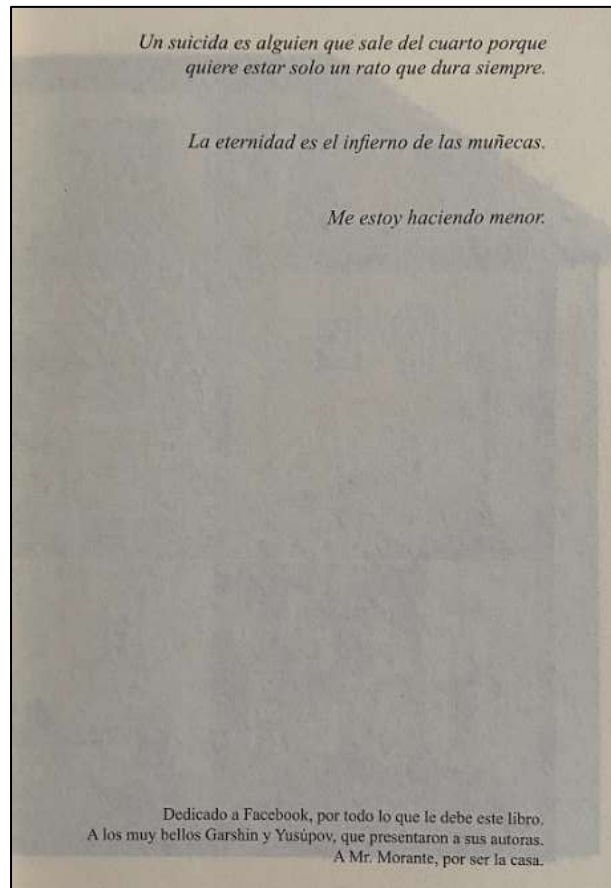 Un suicida es alguien que sale del cuarto porque
quiere estar solo un rato que dura siempre.
La eternidad es el infierno de las muñecas.
Me estoy haciendo menor.
Dedicado a Facebook, por todo lo que le debe este libro.
A los muy bellos Garshin y Yusúpov, que presentaron a sus autoras.
A Mr. Morante, por ser la casa.